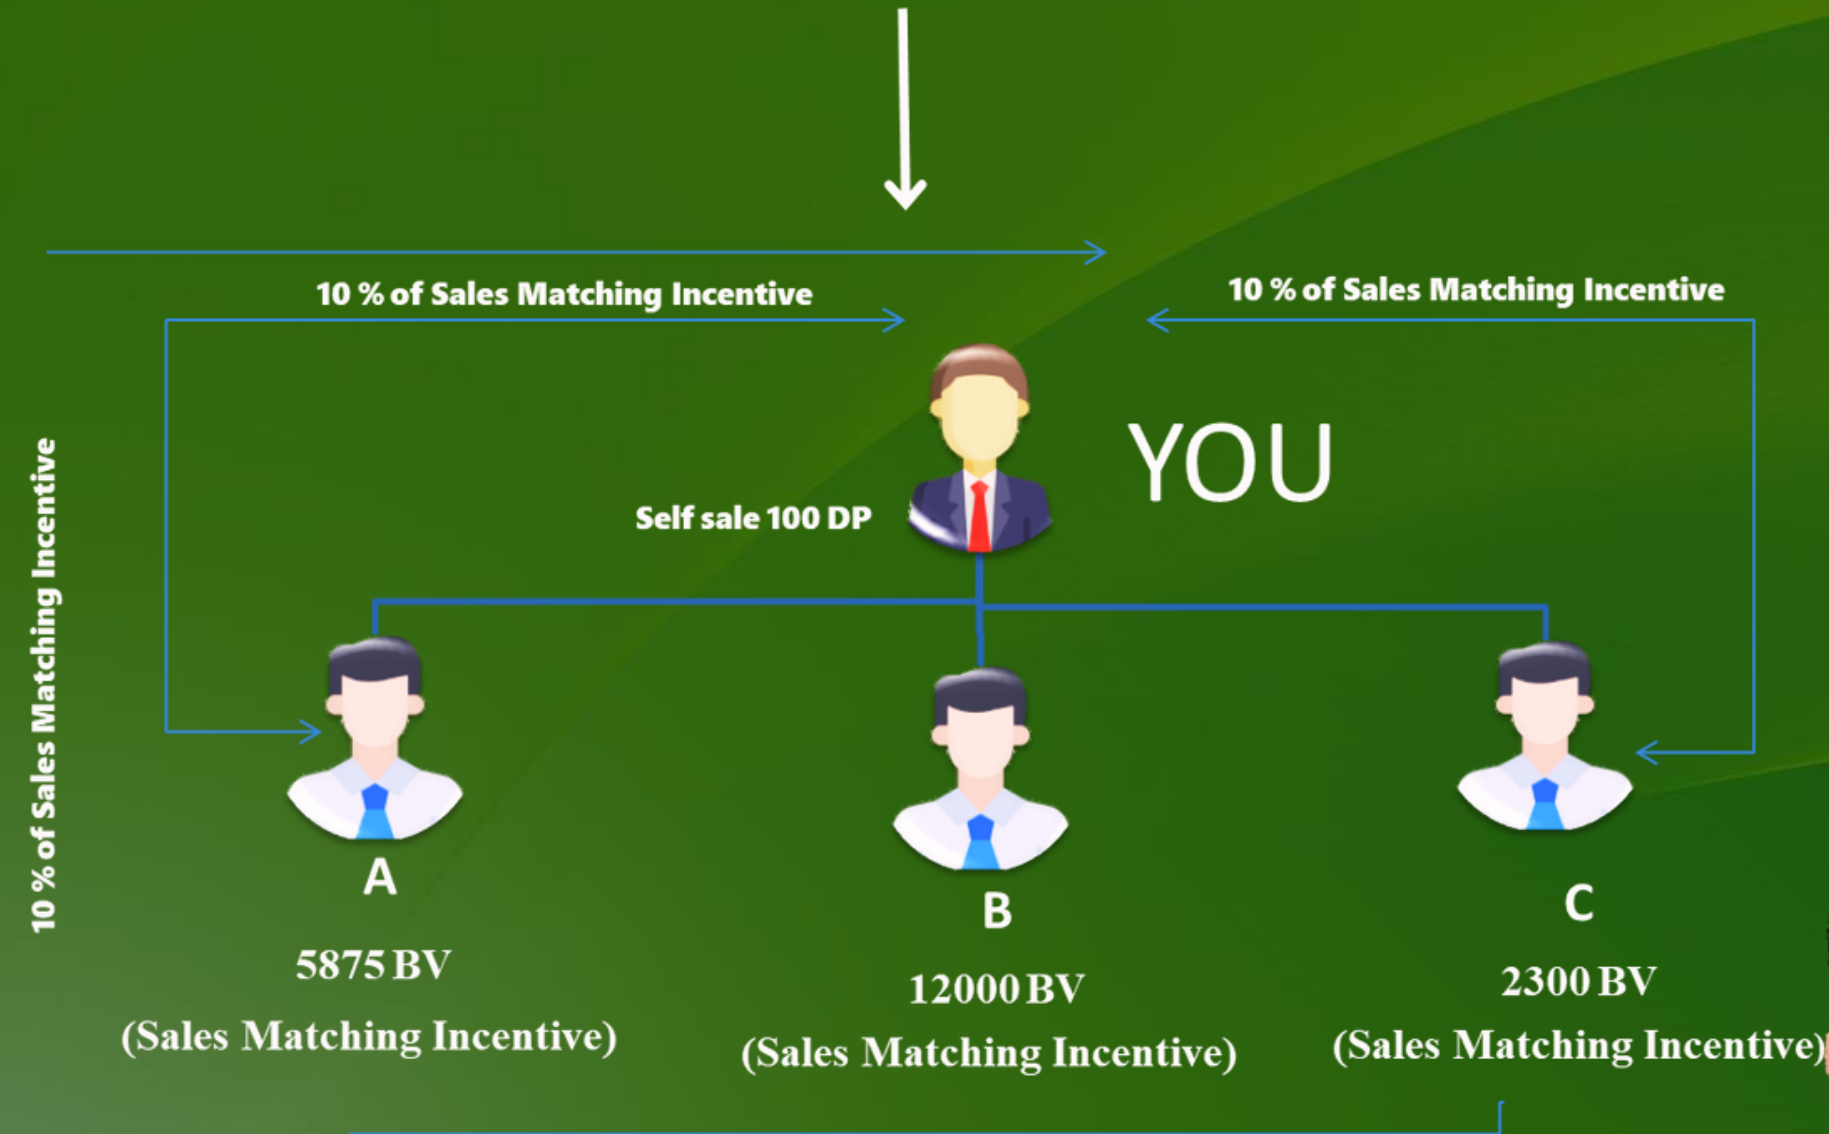 10 % of Sales Matching Incentive
10 % of Sales Matching Incentive
YOU
Self sale 100 DP
10 % of Sales Matching Incentive
A
B
C
5875 BV
12000 BV
2300 BV
(Sales Matching Incentive)
(Sales Matching Incentive)
(Sales Matching Incentive)